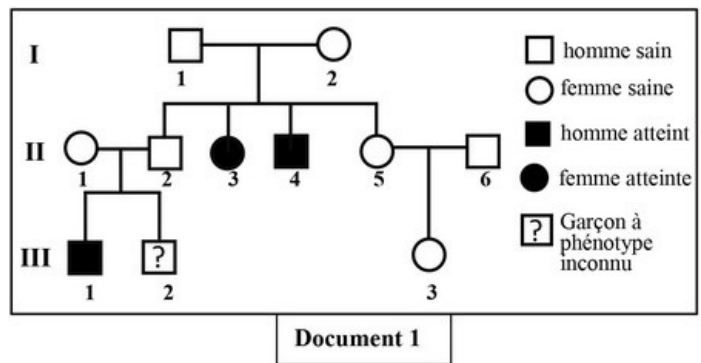 I
1
2
homme sain
femme saine
homme atteint
femme atteinte
?
Garçon à
phénotype
inconnu
II
1
2
3
4
5
6
III
?
1
2
3
Document 1